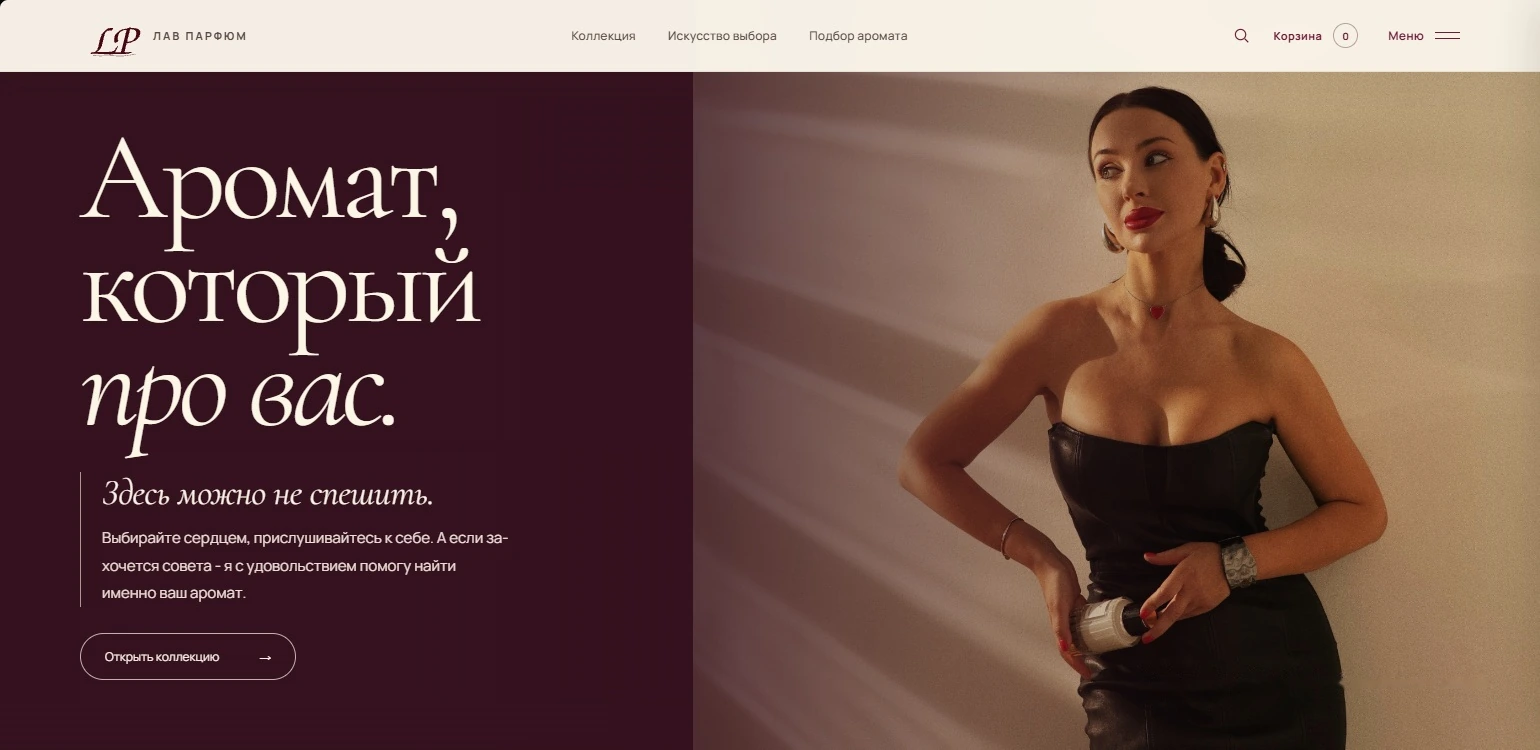 LP ЛАВ ПАРФЮМ
Коллекция
Искусство выбора
Подбор аромата
Корзина 0
Меню
Аромат,
который
про вас.
Здесь можно не спешить.
Выбирайте сердцем, прислушивайтесь к себе. А если за-
хочется совета - я с удовольствием помогу найти
именно ваш аромат.
Открыть коллекцию →